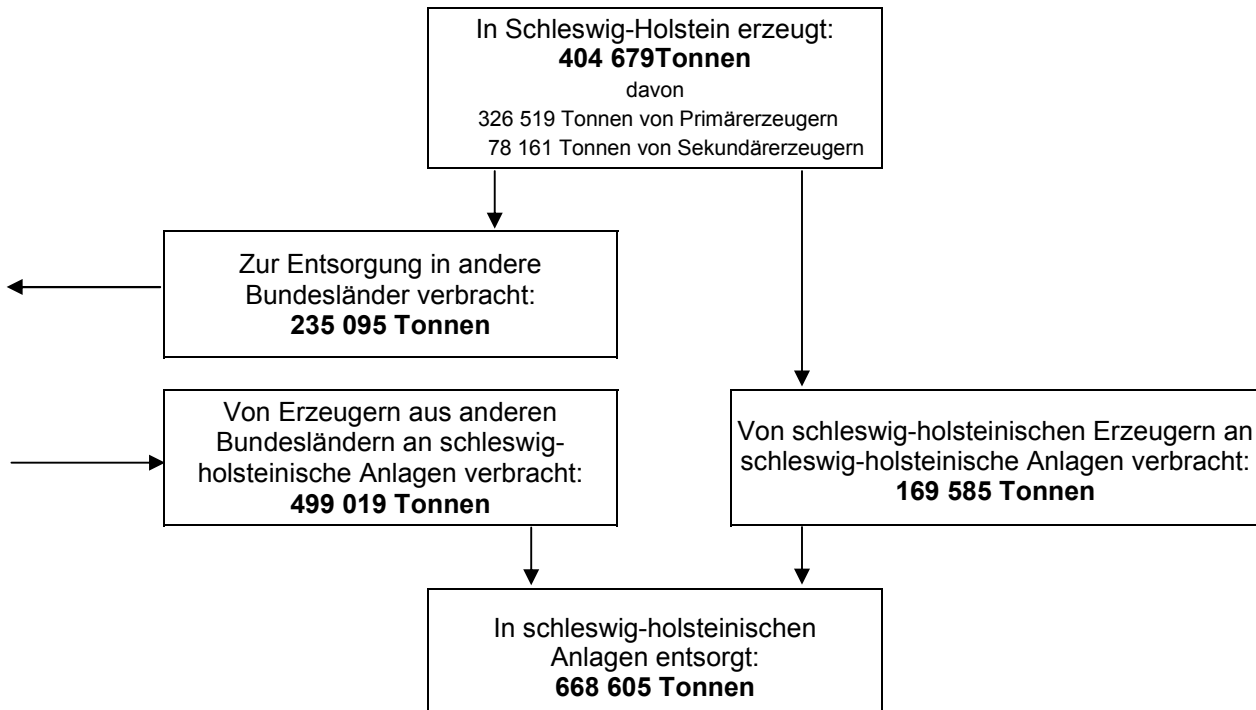 In Schleswig-Holstein erzeugt:
404 679Tonnen
davon
326 519 Tonnen von Primärerzeugern
78 161 Tonnen von Sekundärerzeugern
Zur Entsorgung in andere
Bundesländer verbracht:
235 095 Tonnen
Von Erzeugern aus anderen
Bundesländern an schleswig-
holsteinische Anlagen verbracht:
499 019 Tonnen
Von schleswig-holsteinischen Erzeugern an
schleswig-holsteinische Anlagen verbracht:
169 585 Tonnen
In schleswig-holsteinischen
Anlagen entsorgt:
668 605 Tonnen